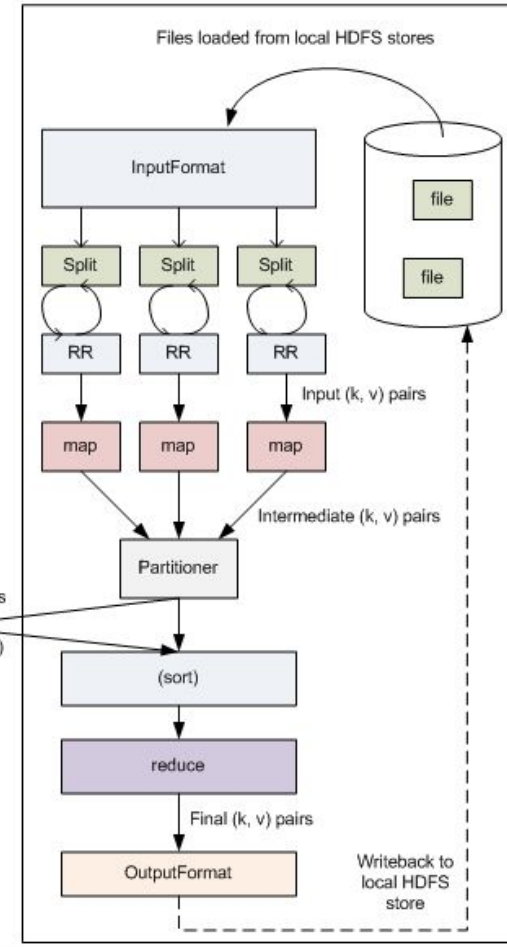 Files loaded from local HDFS stores
InputFormat
file
Split
Split
Split
file
RR
RR
RR
Input (k, v) pairs
map
map
map
Intermediate (k, v) pairs
Partitioner
(sort)
reduce
Final (k, v) pairs
OutputFormat
Writeback to
local HDFS
store